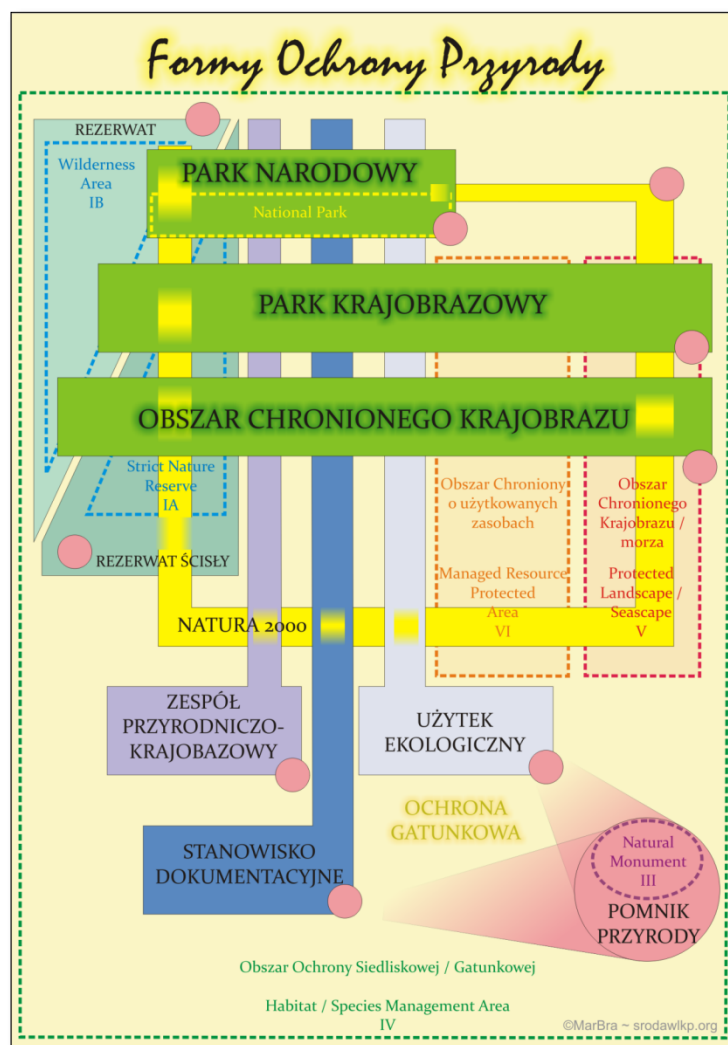 Formy Ochrony Przyrody
REZERWAT
Wilderness
Area
IB
PARK NARODOWY
National Park
PARK KRAJOBRAZOWY
OBSZAR CHRONIONEGO KRAJOBRAZU
Strict Nature
Reserve
IA
REZERWAT ŚCISŁY
Obszar Chroniony
o użytkowanych
zasobach
Managed Resource
Protected
Area
VI
Obszar
Chronionego
Krajobrazu /
morza
Protected
Landscape /
Seascape
V
NATURA 2000
ZESPÓŁ
PRZYRODNICZO-
KRAJOBAZOWY
UŻYTEK
EKOLOGICZNY
OCHRONA
GATUNKOWA
STANOWISKO
DOKUMENTACYJNE
Natural
Monument
III
POMNIK
PRZYRODY
Obszar Ochrony Siedliskowej / Gatunkowej
Habitat / Species Management Area
IV
©MarBra ~ srodawlkp.org